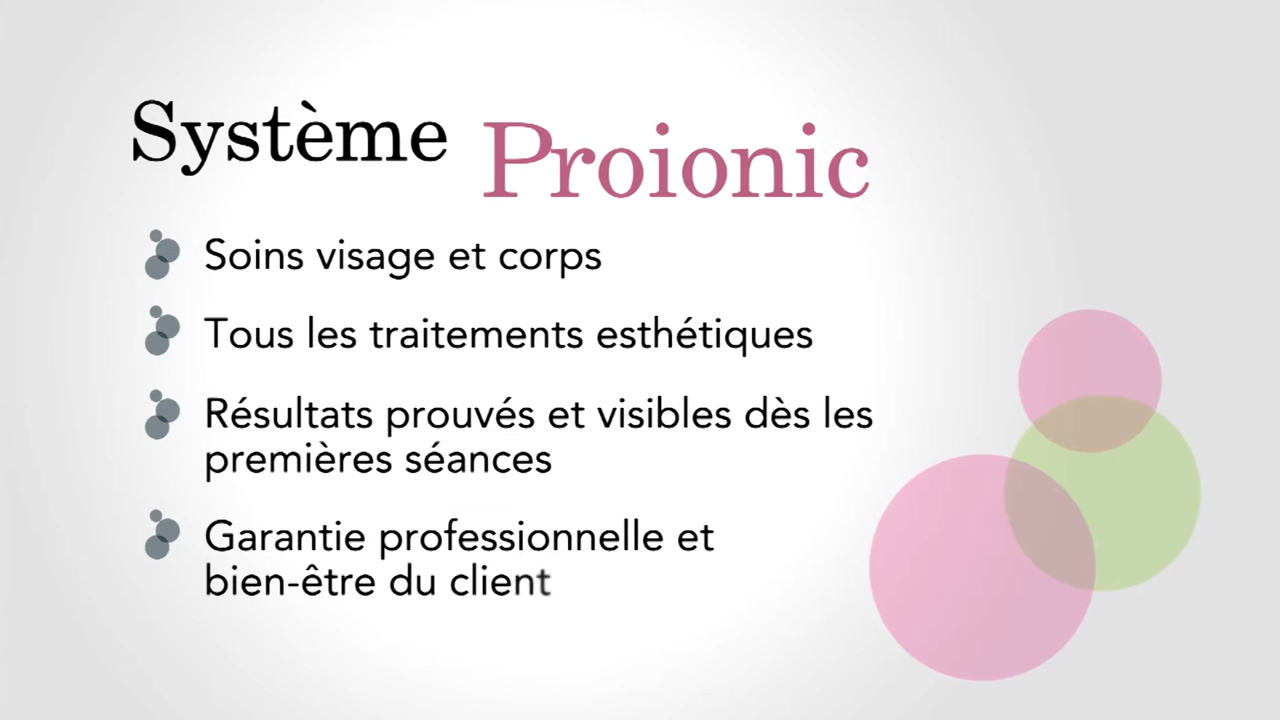 Système Proionic
Soins visage et corps
Tous les traitements esthétiques
Résultats prouvés et visibles dès les
premières séances
Garantie professionnelle et
bien-être du client